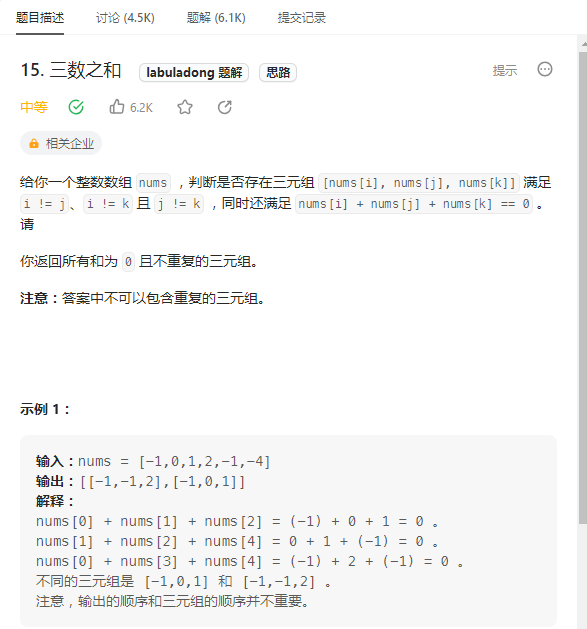 题目描述 讨论 (4.5K) 题解 (6.1K) 提交记录
15. 三数之和 labuladong 题解 思路 提示
中等 6.2K
相关企业
给你一个整数数组 nums ，判断是否存在三元组 [nums[i], nums[j], nums[k]] 满足
i != j、i != k 且 j != k ，同时还满足 nums[i] + nums[j] + nums[k] == 0 。
请
你返回所有和为 0 且不重复的三元组。
注意：答案中不可以包含重复的三元组。
示例 1：
输入：nums = [-1,0,1,2,-1,-4]
输出：[[-1,-1,2],[-1,0,1]]
解释：
nums[0] + nums[1] + nums[2] = (-1) + 0 + 1 = 0 。
nums[1] + nums[2] + nums[4] = 0 + 1 + (-1) = 0 。
nums[0] + nums[3] + nums[4] = (-1) + 2 + (-1) = 0 。
不同的三元组是 [-1,0,1] 和 [-1,-1,2] 。
注意，输出的顺序和三元组的顺序并不重要。